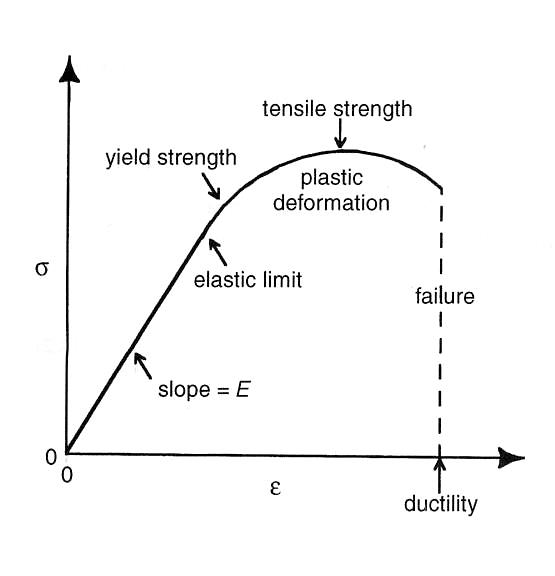 tensile strength
yield strength
plastic
deformation
σ
elastic limit
failure
slope = E
0
0
ε
ductility